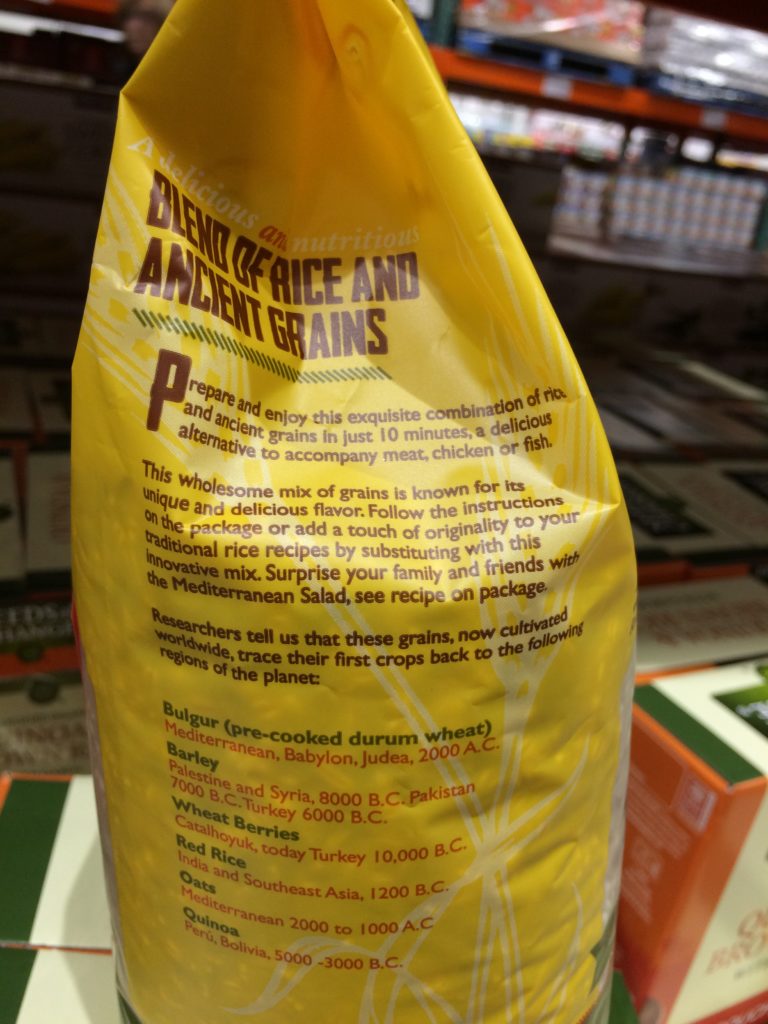 A delicious and nutritious
BLEND OF RICE AND
ANCIENT GRAINS
Prepare and enjoy this exquisite combination of rice
and ancient grains in just 10 minutes, a delicious
alternative to accompany meat, chicken or fish.
This wholesome mix of grains is known for its
unique and delicious flavor. Follow the instructions
on the package or add a touch of originality to your
traditional rice recipes by substituting with this
innovative mix. Surprise your family and friends with
the Mediterranean Salad, see recipe on package.
Researchers tell us that these grains, now cultivated
worldwide, trace their first crops back to the following
regions of the planet:
Bulgur (pre-cooked durum wheat)
Mediterranean, Babylon, Judea, 2000 A.C.
Barley
Palestine and Syria, 8000 B.C. Pakistan
7000 B.C. Turkey 6000 B.C.
Wheat Berries
Catalhoyuk, today Turkey 10,000 B.C.
Red Rice
India and Southeast Asia, 1200 B.C.
Oats
Mediterranean 2000 to 1000 A.C
Quinoa
Perú, Bolivia, 5000 -3000 B.C.